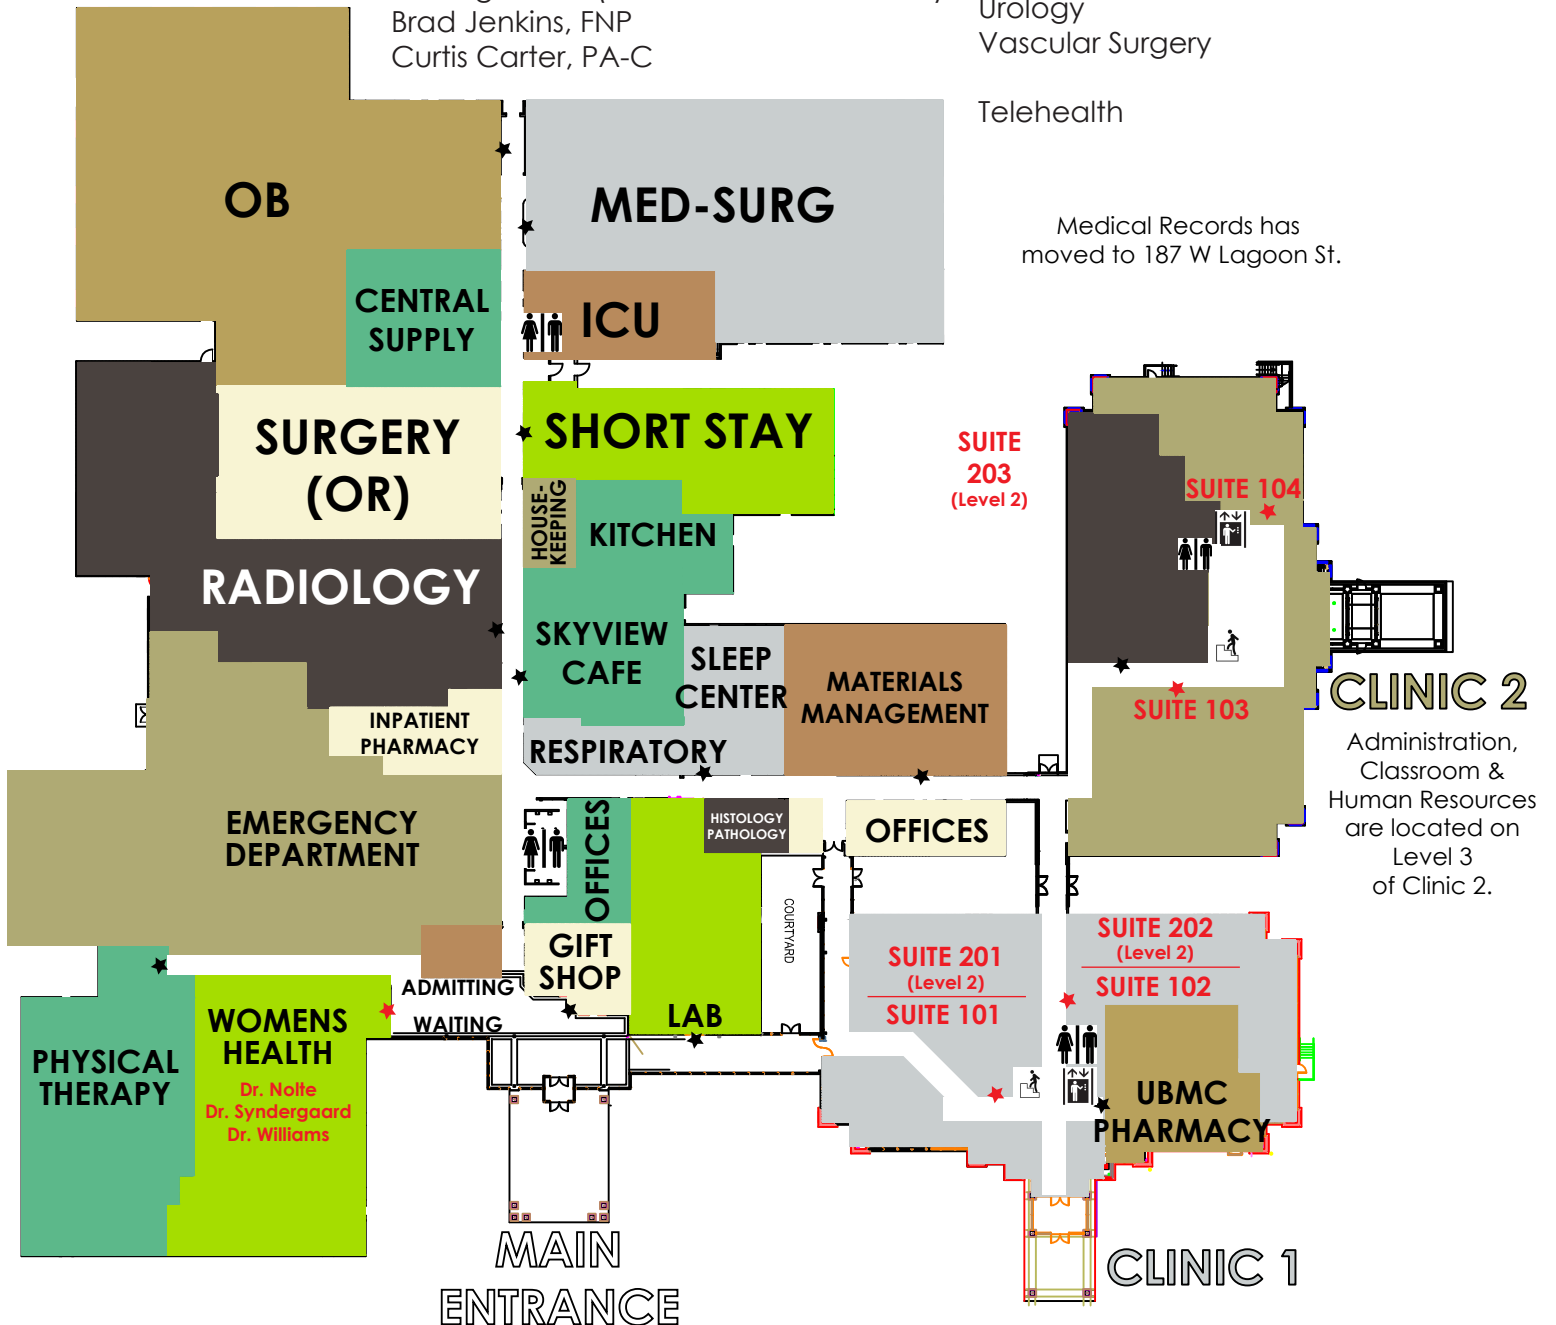 Brad Jenkins, FNP
Curtis Carter, PA-C
Urology
Vascular Surgery
Telehealth
OB
MED-SURG
Medical Records has
moved to 187 W Lagoon St.
CENTRAL
SUPPLY
ICU
SURGERY
(OR)
SHORT STAY
SUITE
203
(Level 2)
SUITE 104
HOUSE-
KEEPING
KITCHEN
RADIOLOGY
SKYVIEW
CAFE
SLEEP
CENTER
MATERIALS
MANAGEMENT
SUITE 103
CLINIC 2
Administration,
Classroom &
Human Resources
are located on
Level 3
of Clinic 2.
INPATIENT
PHARMACY
RESPIRATORY
EMERGENCY
DEPARTMENT
OFFICES
HISTOLOGY
PATHOLOGY
OFFICES
COURTYARD
GIFT
SHOP
LAB
ADMITTING
WAITING
SUITE 201
(Level 2)
SUITE 101
SUITE 202
(Level 2)
SUITE 102
PHYSICAL
THERAPY
WOMENS
HEALTH
Dr. Nolte
Dr. Syndergaard
Dr. Williams
UBMC
PHARMACY
MAIN
ENTRANCE
CLINIC 1